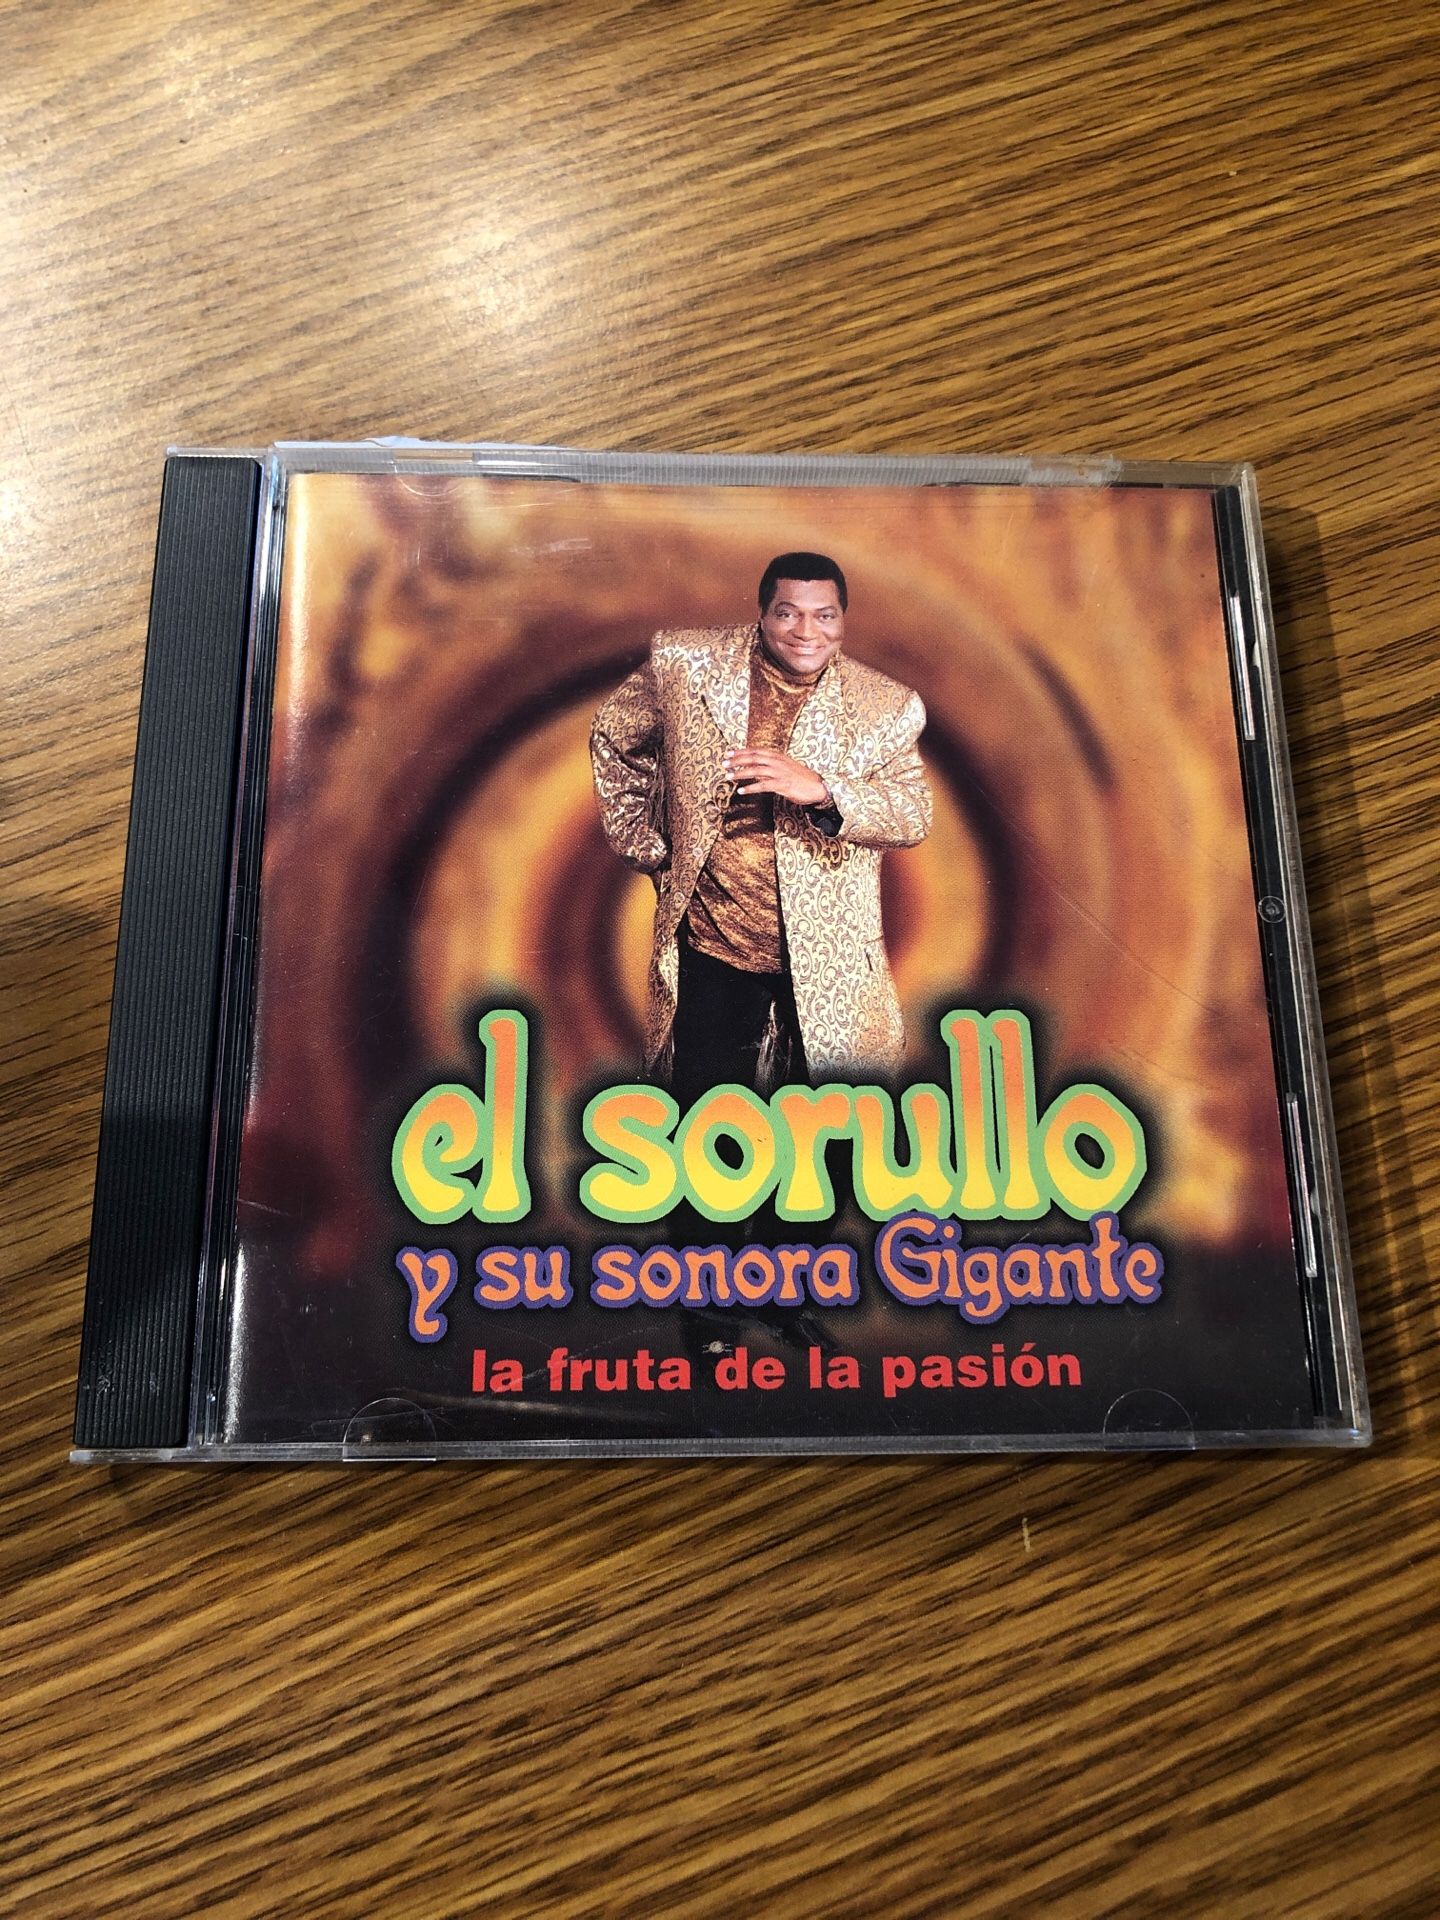 el sorullo
y su sonora Gigante
la fruta de la pasión